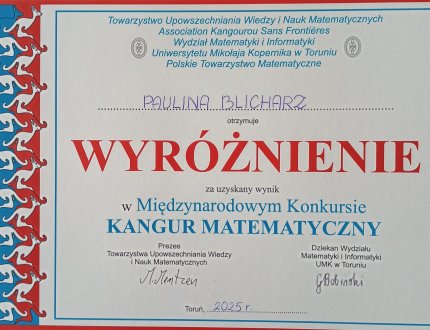 Towarzystwo Upowszechniania Wiedzy i Nauk Matematycznych
Association Kangourou Sans Frontières
Wydział Matematyki i Informatyki
Uniwersytetu Mikołaja Kopernika w Toruniu
Polskie Towarzystwo Matematyczne
PAULINA BLICHARZ
otrzymuje
WYRÓŻNIENIE
za uzyskany wynik
w Międzynarodowym Konkursie
KANGUR MATEMATYCZNY
Prezes
Towarzystwa Upowszechniania Wiedzy
i Nauk Matematycznych
M. Mentzen
Dziekan Wydziału
Matematyki i Informatyki
UMK w Toruniu
G Bobiński
Toruń, 2025 r.